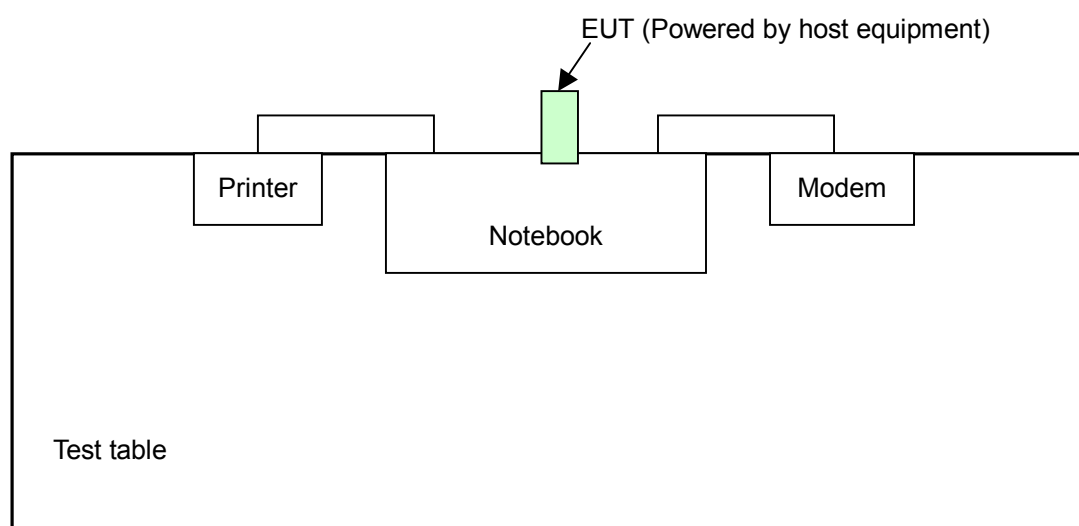 EUT (Powered by host equipment)
Printer
Modem
Notebook
Test table